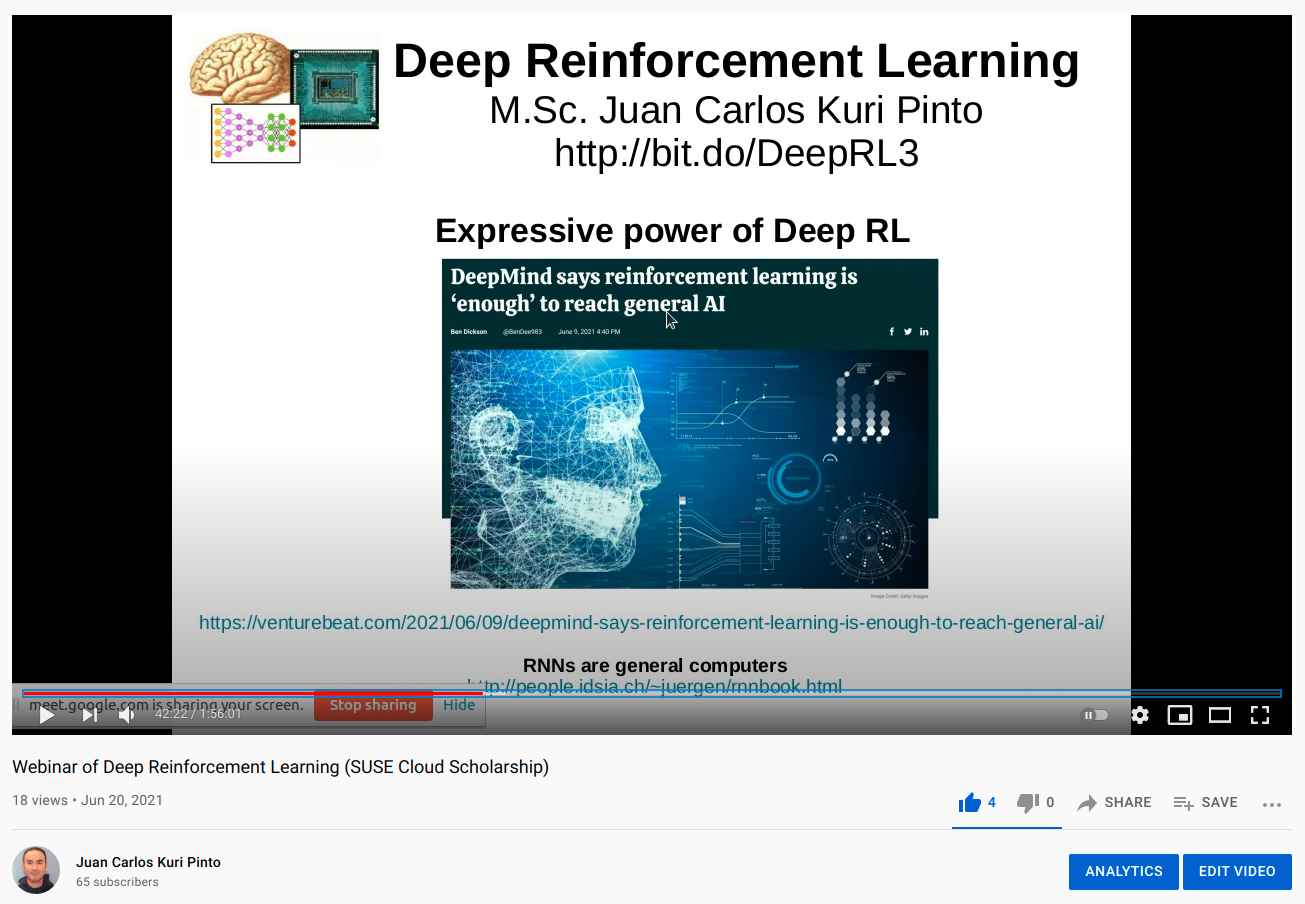 Deep Reinforcement Learning
M.Sc. Juan Carlos Kuri Pinto
http://bit.do/DeepRL3
Expressive power of Deep RL
DeepMind says reinforcement learning is
‘enough’ to reach general AI
Ben Dickson @BenDee983 June 9, 2021 4:40 PM
Image Credit: Getty Images
https://venturebeat.com/2021/06/09/deepmind-says-reinforcement-learning-is-enough-to-reach-general-ai/
RNNs are general computers
http://people.idsia.ch/~juergen/rnnbook.html
meet.google.com is sharing your screen. Stop sharing Hide
42:22 / 1:56:01
Webinar of Deep Reinforcement Learning (SUSE Cloud Scholarship)
18 views • Jun 20, 2021
4 0 SHARE SAVE
Juan Carlos Kuri Pinto
65 subscribers
ANALYTICS EDIT VIDEO